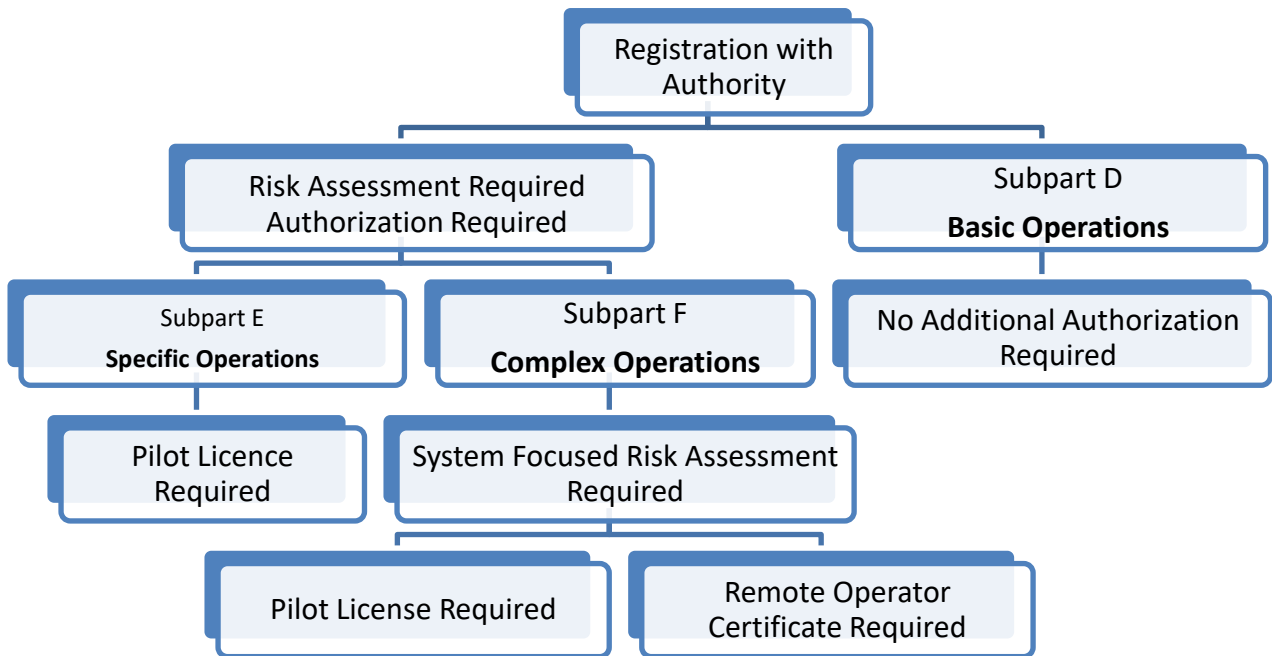 Registration with
Authority
Risk Assessment Required
Authorization Required
Subpart D
Basic Operations
Subpart E
Specific Operations
Subpart F
Complex Operations
No Additional Authorization
Required
Pilot Licence
Required
System Focused Risk Assessment
Required
Pilot License Required
Remote Operator
Certificate Required